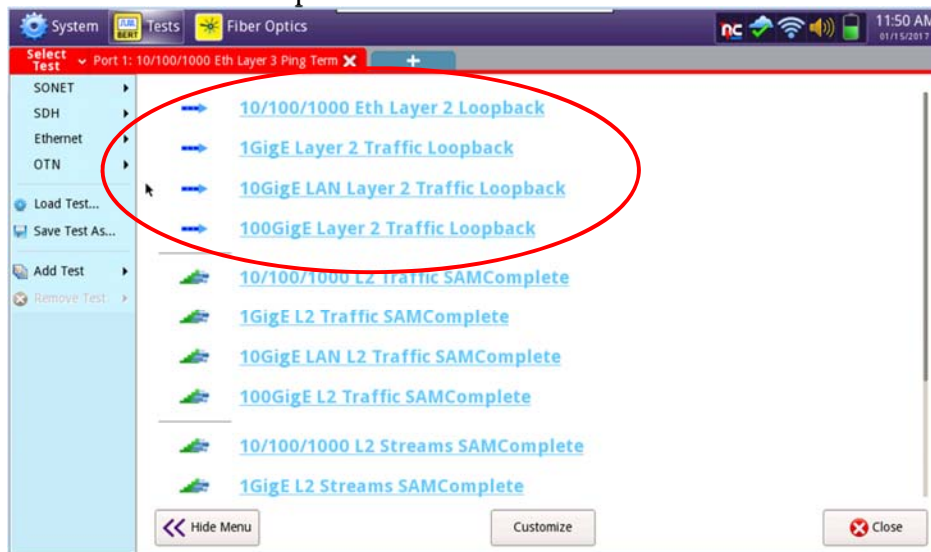 System BERT Tests Fiber Optics nc 11:50 AM
01/15/2017
Select Test Port 1: 10/100/1000 Eth Layer 3 Ping Term
SONET
SDH
Ethernet
OTN
Load Test...
Save Test As...
Add Test
Remove Test
10/100/1000 Eth Layer 2 Loopback
1GigE Layer 2 Traffic Loopback
10GigE LAN Layer 2 Traffic Loopback
100GigE Layer 2 Traffic Loopback
10/100/1000 L2 Traffic SAMComplete
1GigE L2 Traffic SAMComplete
10GigE LAN L2 Traffic SAMComplete
100GigE L2 Traffic SAMComplete
10/100/1000 L2 Streams SAMComplete
1GigE L2 Streams SAMComplete
Hide Menu Customize Close